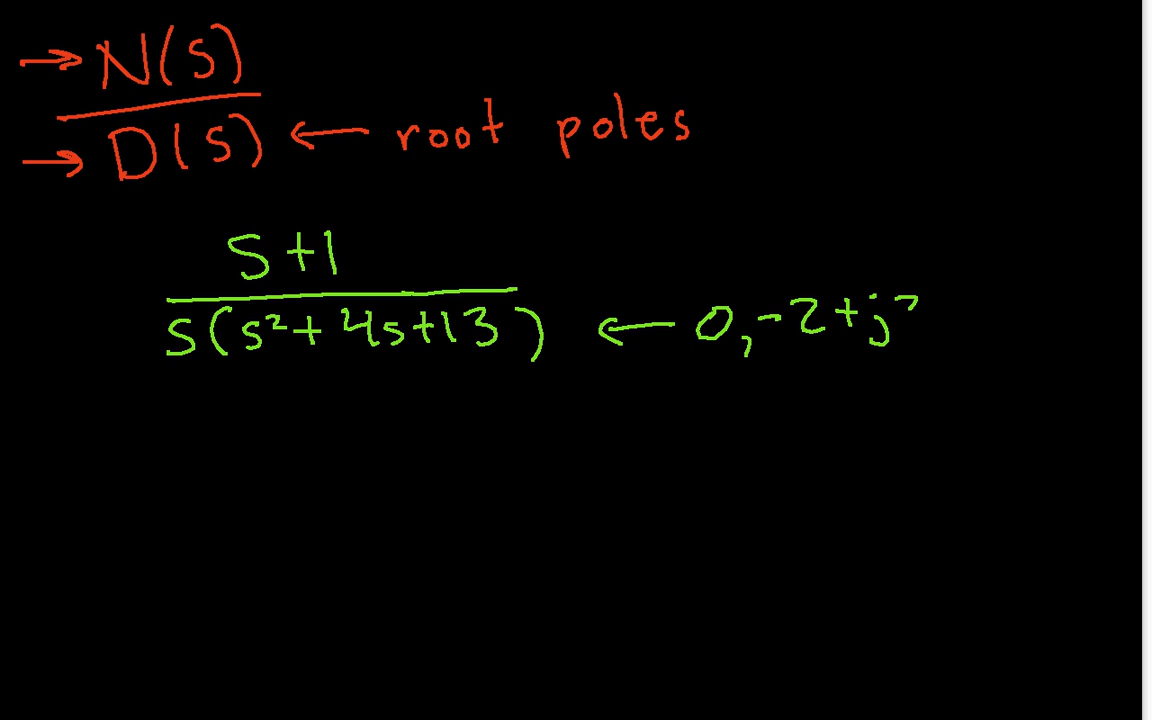 → N(s)
→ D(s) ← root poles
s+1
s(s²+4s+13) ← 0,-2+j